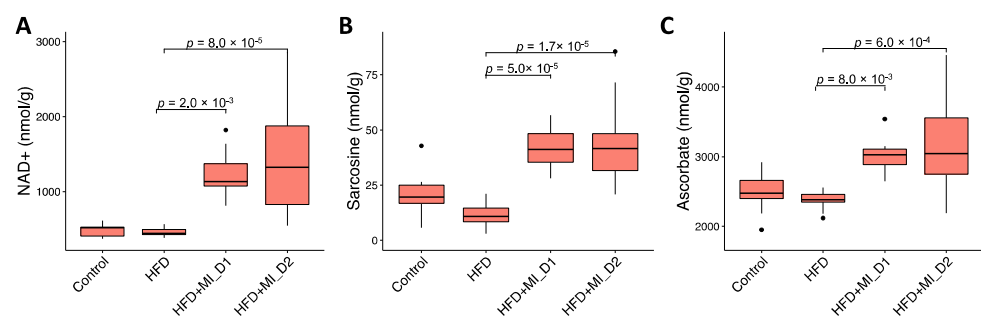 A
NAD+ (nmol/g)
3000
2000
1000
p = 8.0 × 10⁻⁵
p = 2.0 × 10⁻³
Control
HFD
HFD+MI_D1
HFD+MI_D2
B
Sarcosine (nmol/g)
75
50
25
0
p = 1.7× 10⁻⁵
p = 5.0× 10⁻⁵
Control
HFD
HFD+MI_D1
HFD+MI_D2
C
Ascorbate (nmol/g)
4000
3000
2000
p = 6.0 × 10⁻⁴
p = 8.0 × 10⁻³
Control
HFD
HFD+MI_D1
HFD+MI_D2